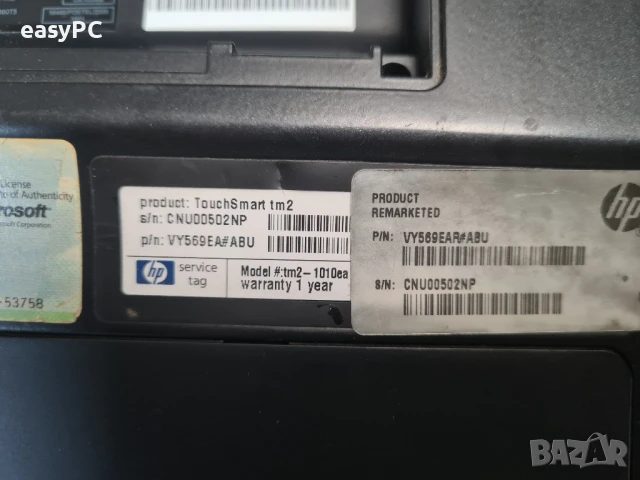 easyPC
License
of Authenticity
rosoft
Corporation
-53758
product: TouchSmart tm2
s/n: CNU00502NP
p/n: VY569EA#ABU
hp
service
tag
Model #:tm2-1010ea
warranty 1 year
PRODUCT
REMARKETED
hp
P/N: VY569EAR#ABU
S/N: CNU00502NP
BAZAR